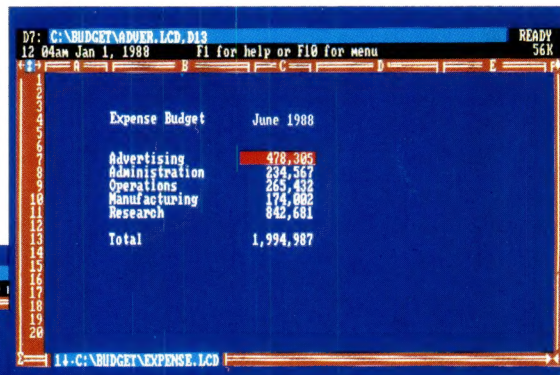 D7: C:\BUDGET\ADVER.LCD,D13 READY
12 04am Jan 1, 1988 F1 for help or F10 for menu 56K
A B C D E F
1
2
3
4 Expense Budget June 1988
5
6
7 Advertising 478,305
8 Administration 234,567
9 Operations 265,432
10 Manufacturing 174,002
11 Research 842,681
12
13 Total 1,994,987
14
15
16
17
18
19
20
1↓-C:\BUDGET\EXPENSE.LCD